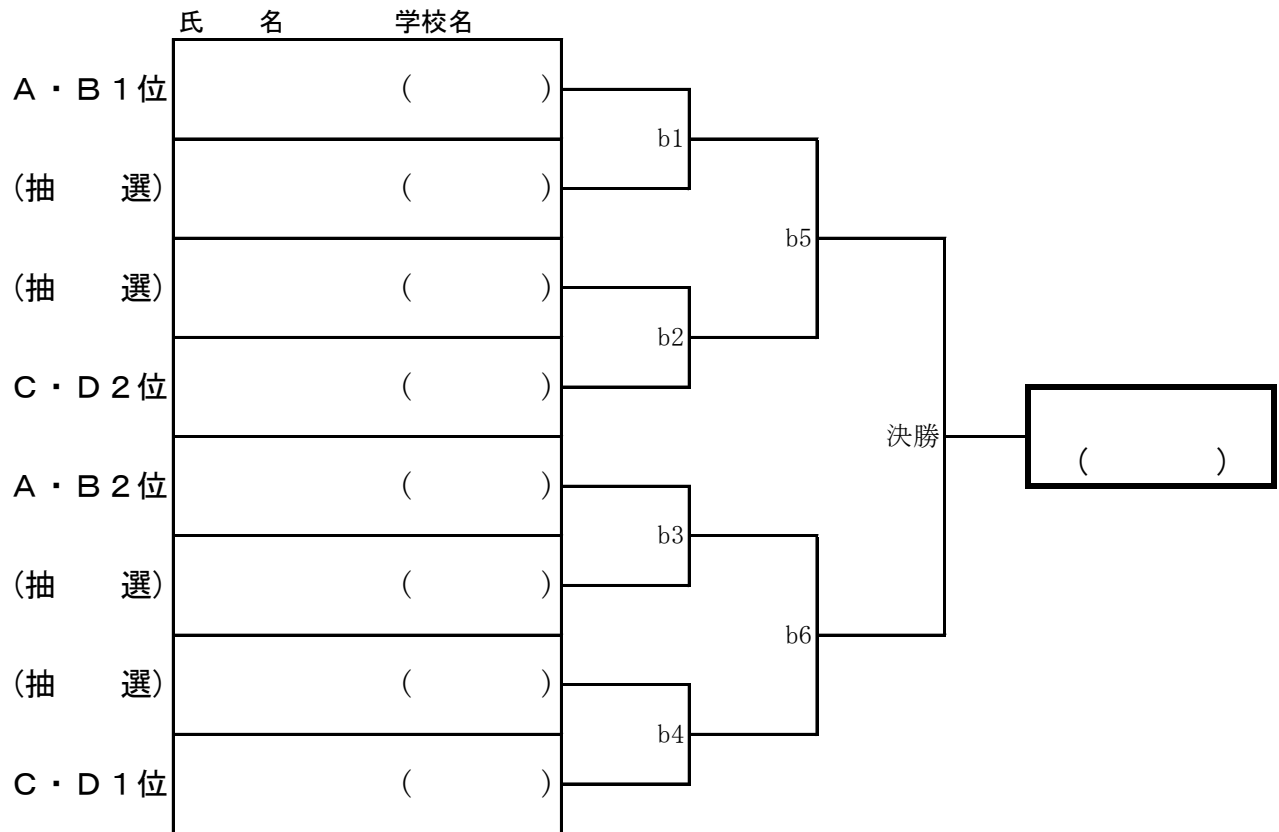 氏　　名　　　　学校名
Ａ・Ｂ１位　（　　　）
b1
（抽　　選）　（　　　）
b5
（抽　　選）　（　　　）
b2
Ｃ・Ｄ２位　（　　　）
決勝
（　　　）
Ａ・Ｂ２位　（　　　）
b3
（抽　　選）　（　　　）
b6
（抽　　選）　（　　　）
b4
Ｃ・Ｄ１位　（　　　）